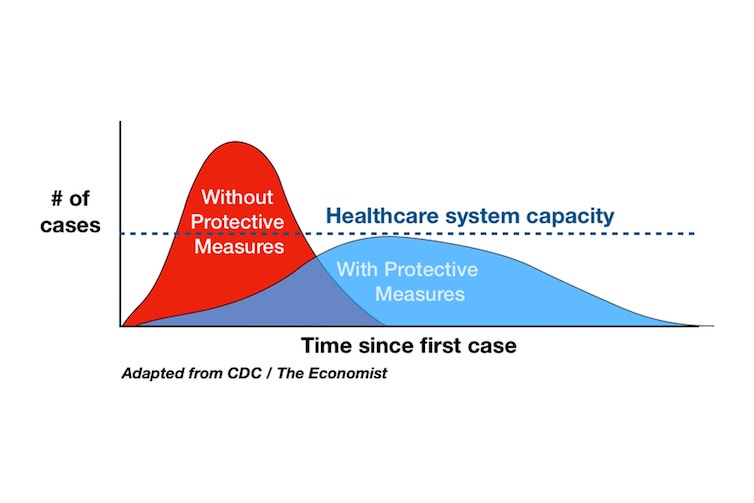 # of
cases
Without
Protective
Measures
Healthcare system capacity
With Protective
Measures
Time since first case
Adapted from CDC / The Economist